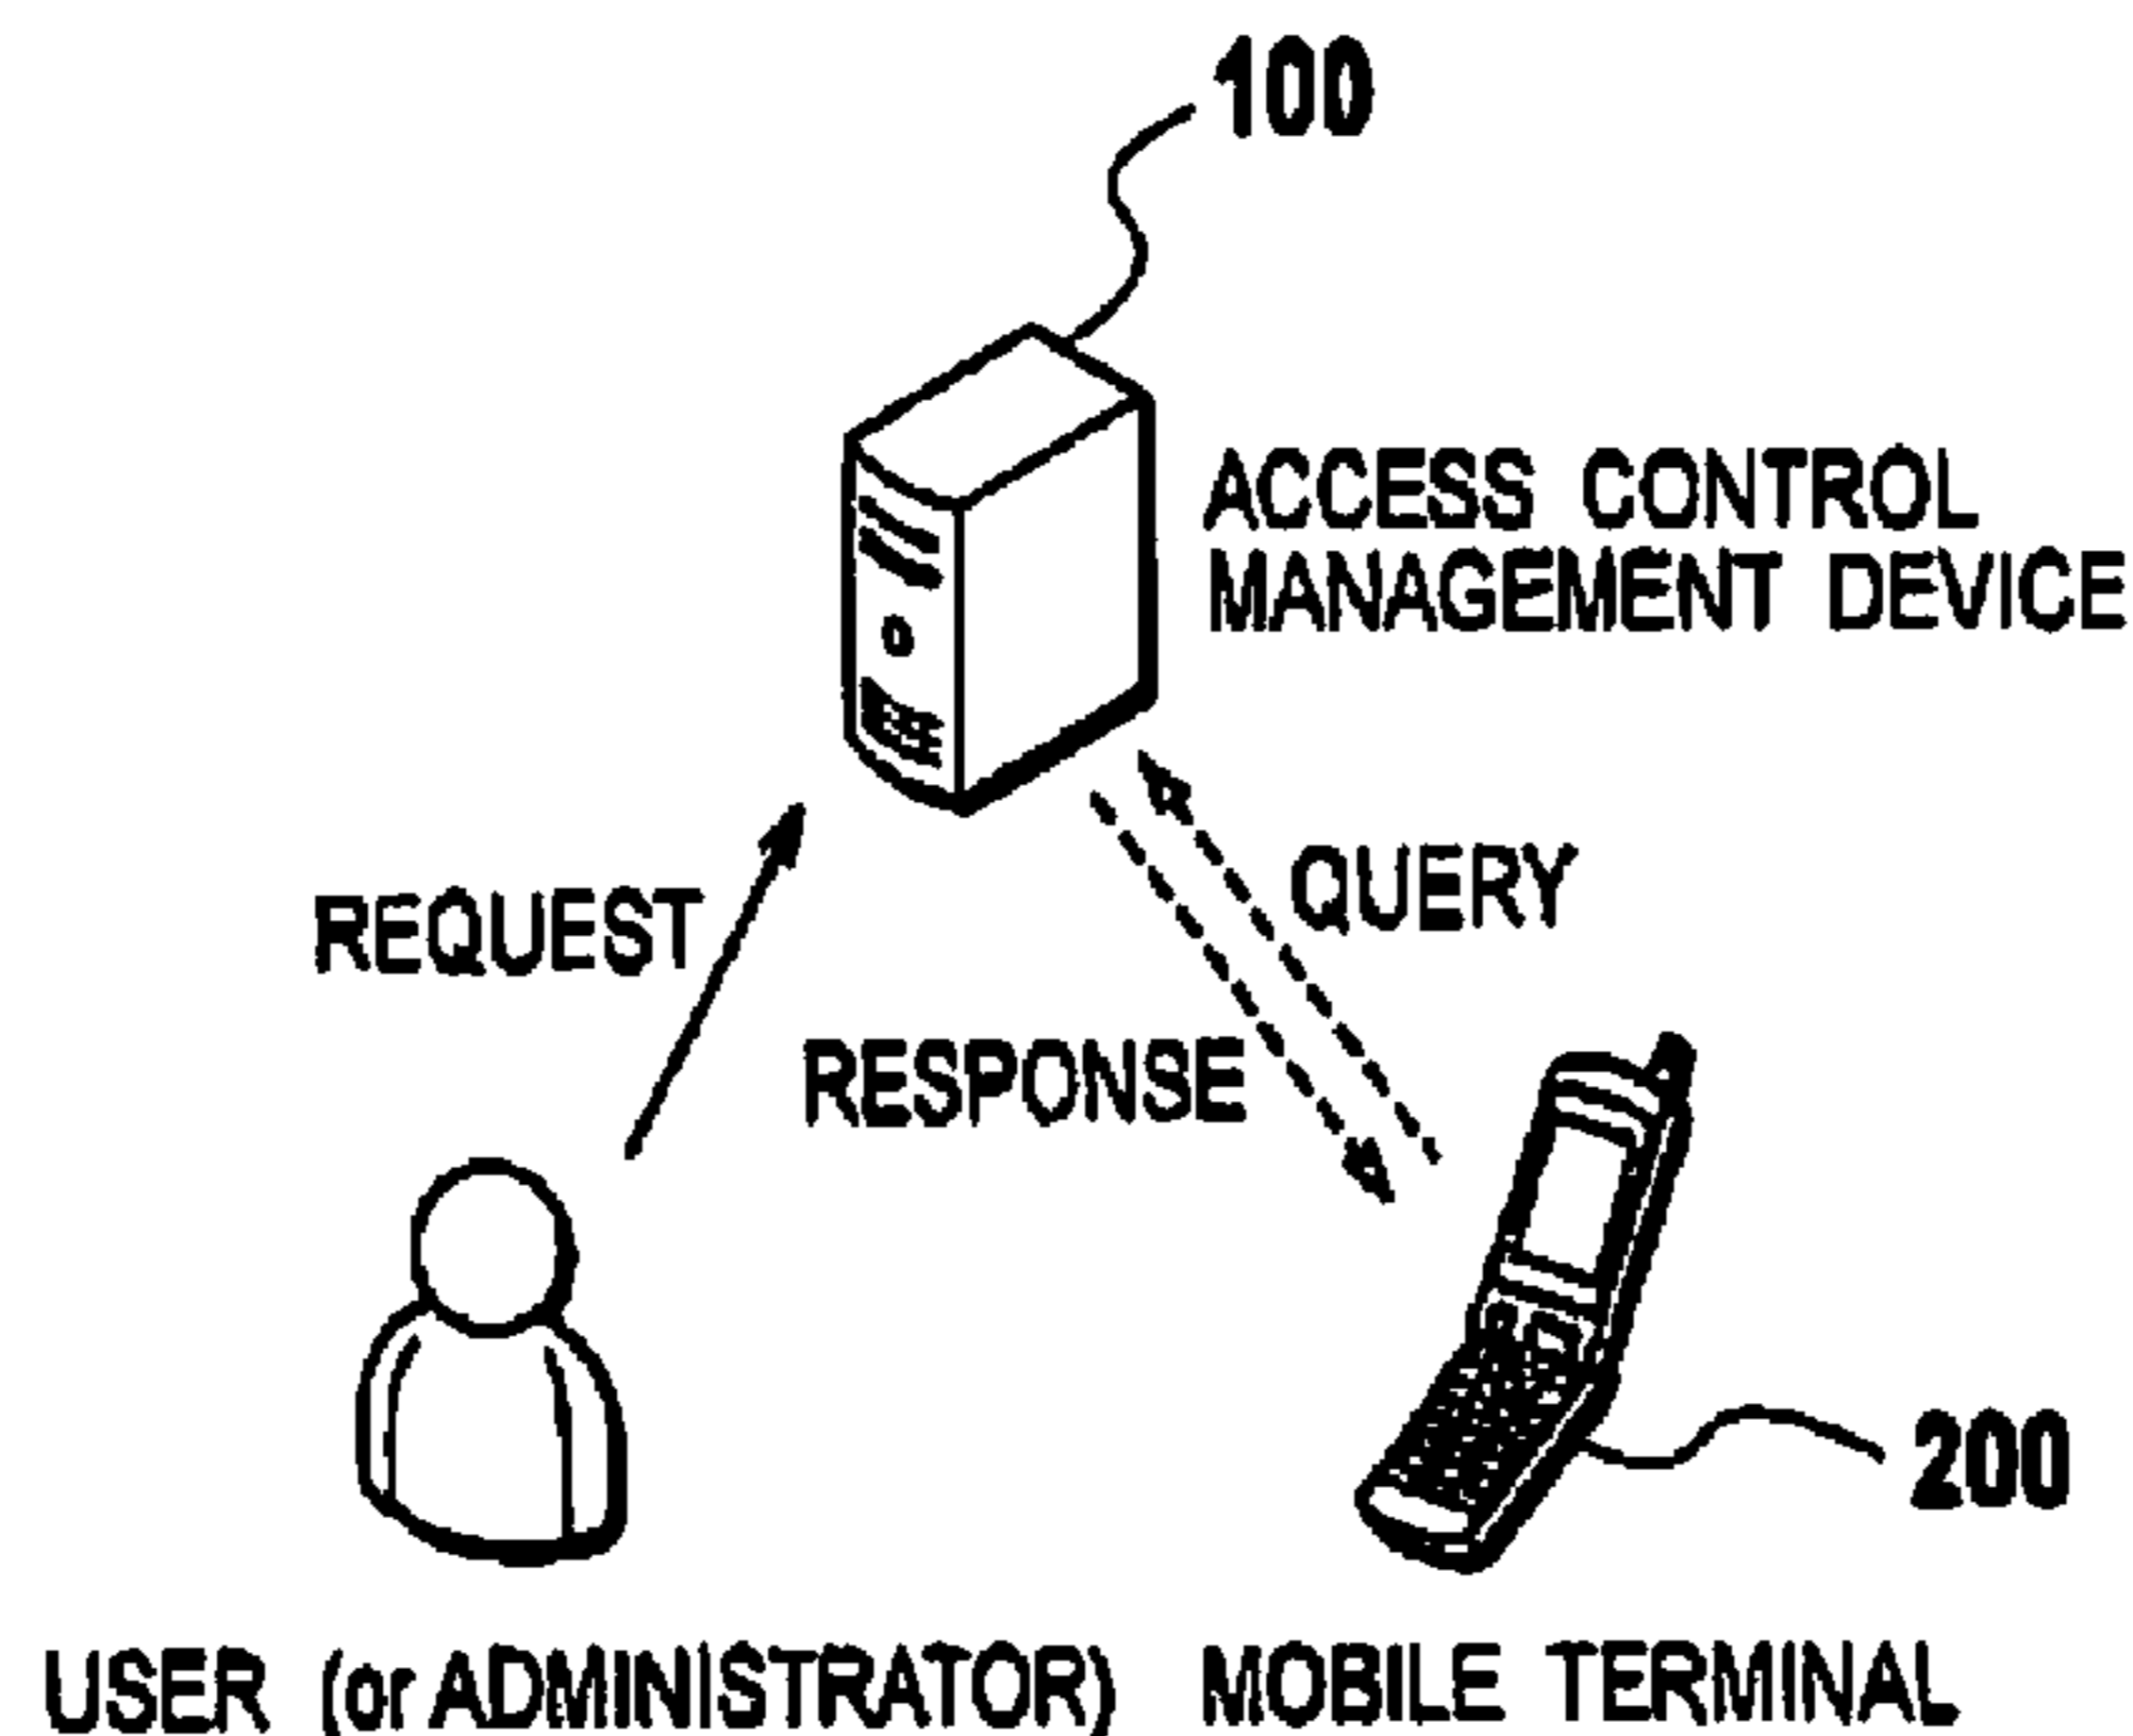 100
ACCESS CONTROL
MANAGEMENT DEVICE
REQUEST
QUERY
RESPONSE
200
USER (or ADMINISTRATOR)
MOBILE TERMINAL